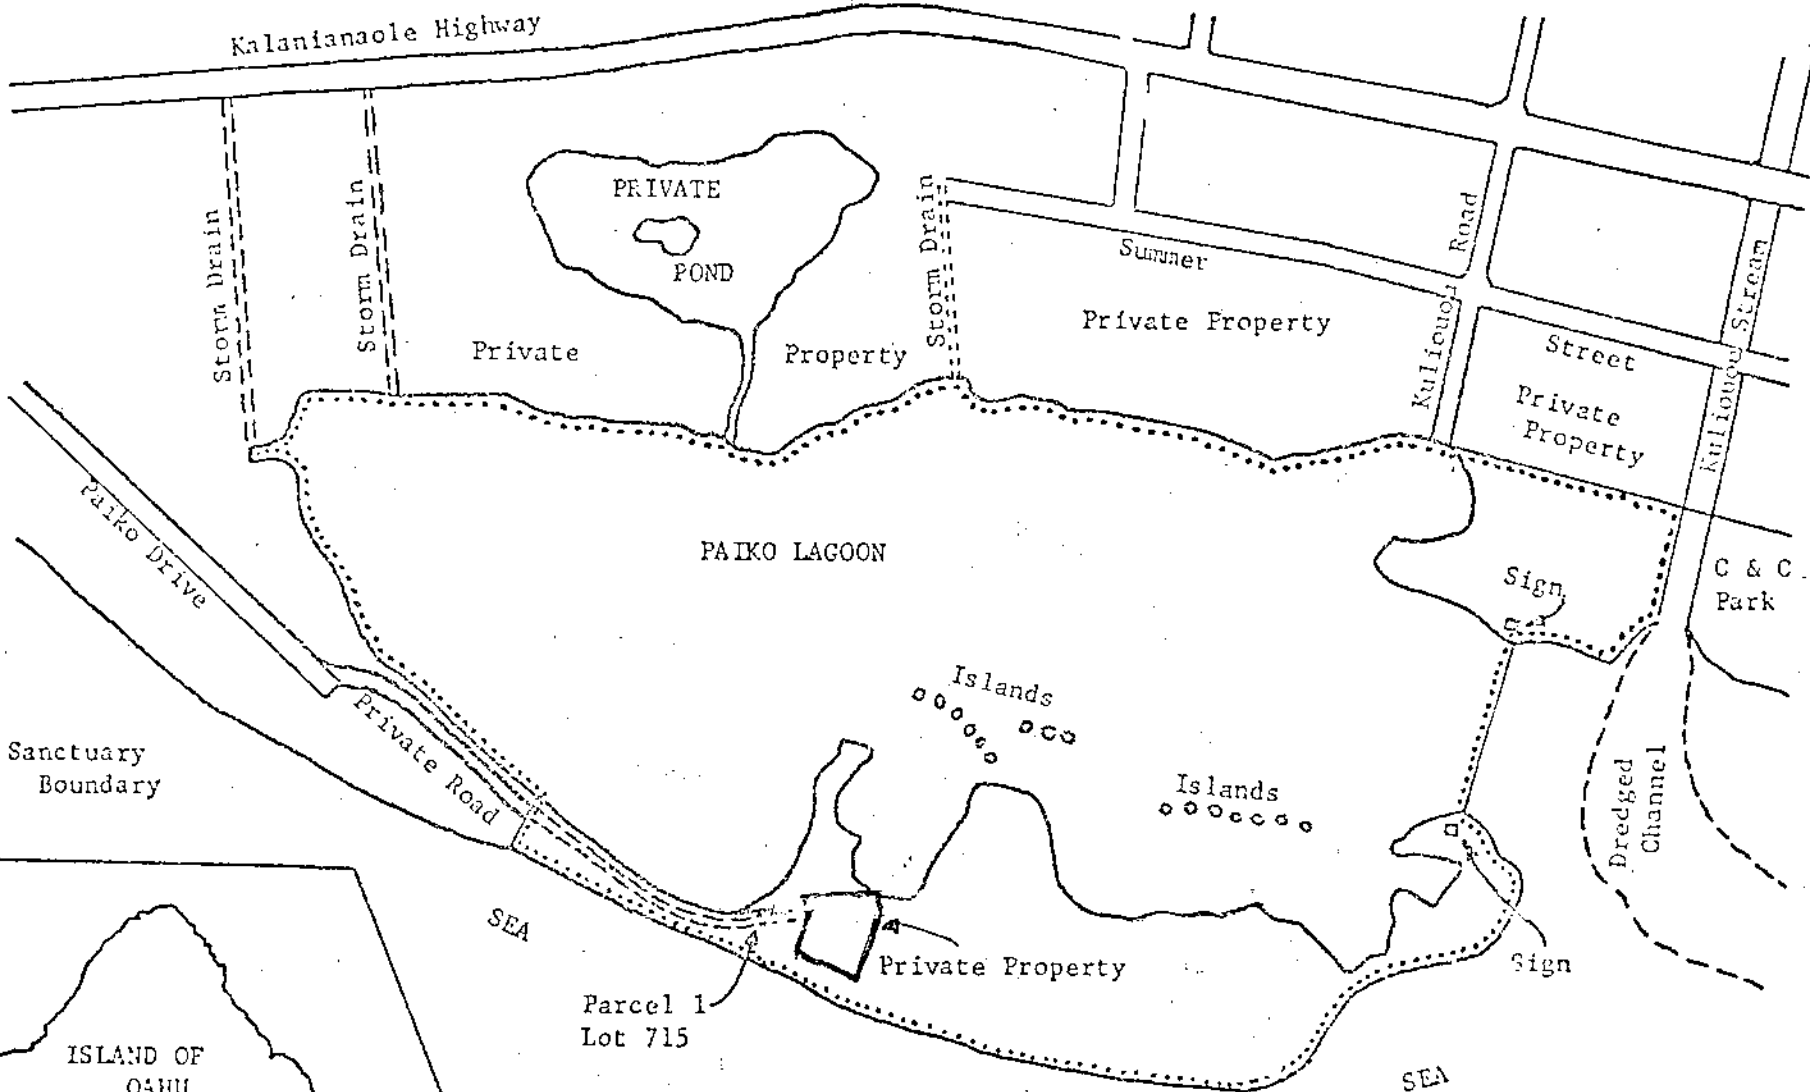 Kalanianaole Highway
PRIVATE
POND
Storm Drain
Storm Drain
Storm Drain
Summer
Street
Kuliouou Road
Kuliouou Stream
Private Property
Private Property
Private
Property
Paiko Drive
PAIKO LAGOON
Sign
C & C
Park
Islands
Islands
Private Road
Sanctuary
Boundary
Dredged
Channel
SEA
Private Property
Sign
Parcel 1
Lot 715
ISLAND OF
OAHU
SEA